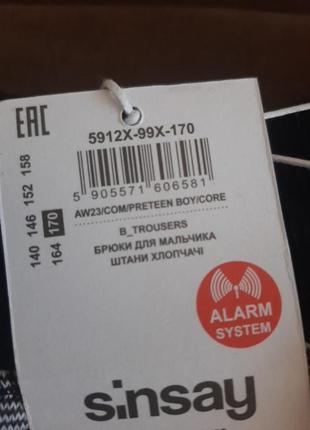 EAC
5912X-99X-170
5 905571 606581
AW23/COM/PRETEEN BOY/CORE
B_TROUSERS
БРЮКИ ДЛЯ МАЛЬЧИКА
ШТАНИ ХЛОПЧАЧІ
140 146 152 158
164 170
ALARM
SYSTEM
sinsay